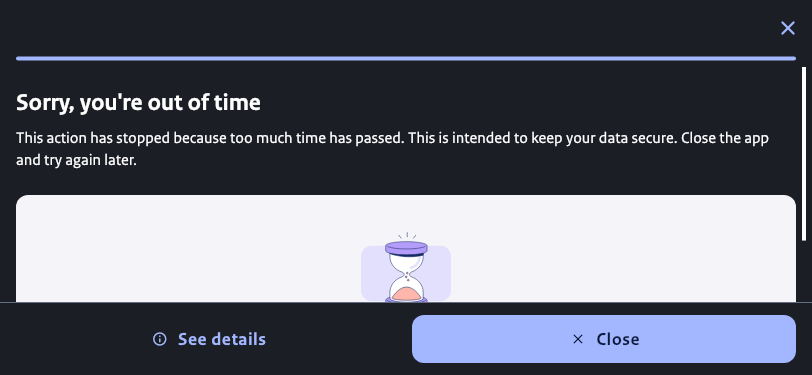 Sorry, you're out of time
This action has stopped because too much time has passed. This is intended to keep your data secure. Close the app
and try again later.
See details
Close